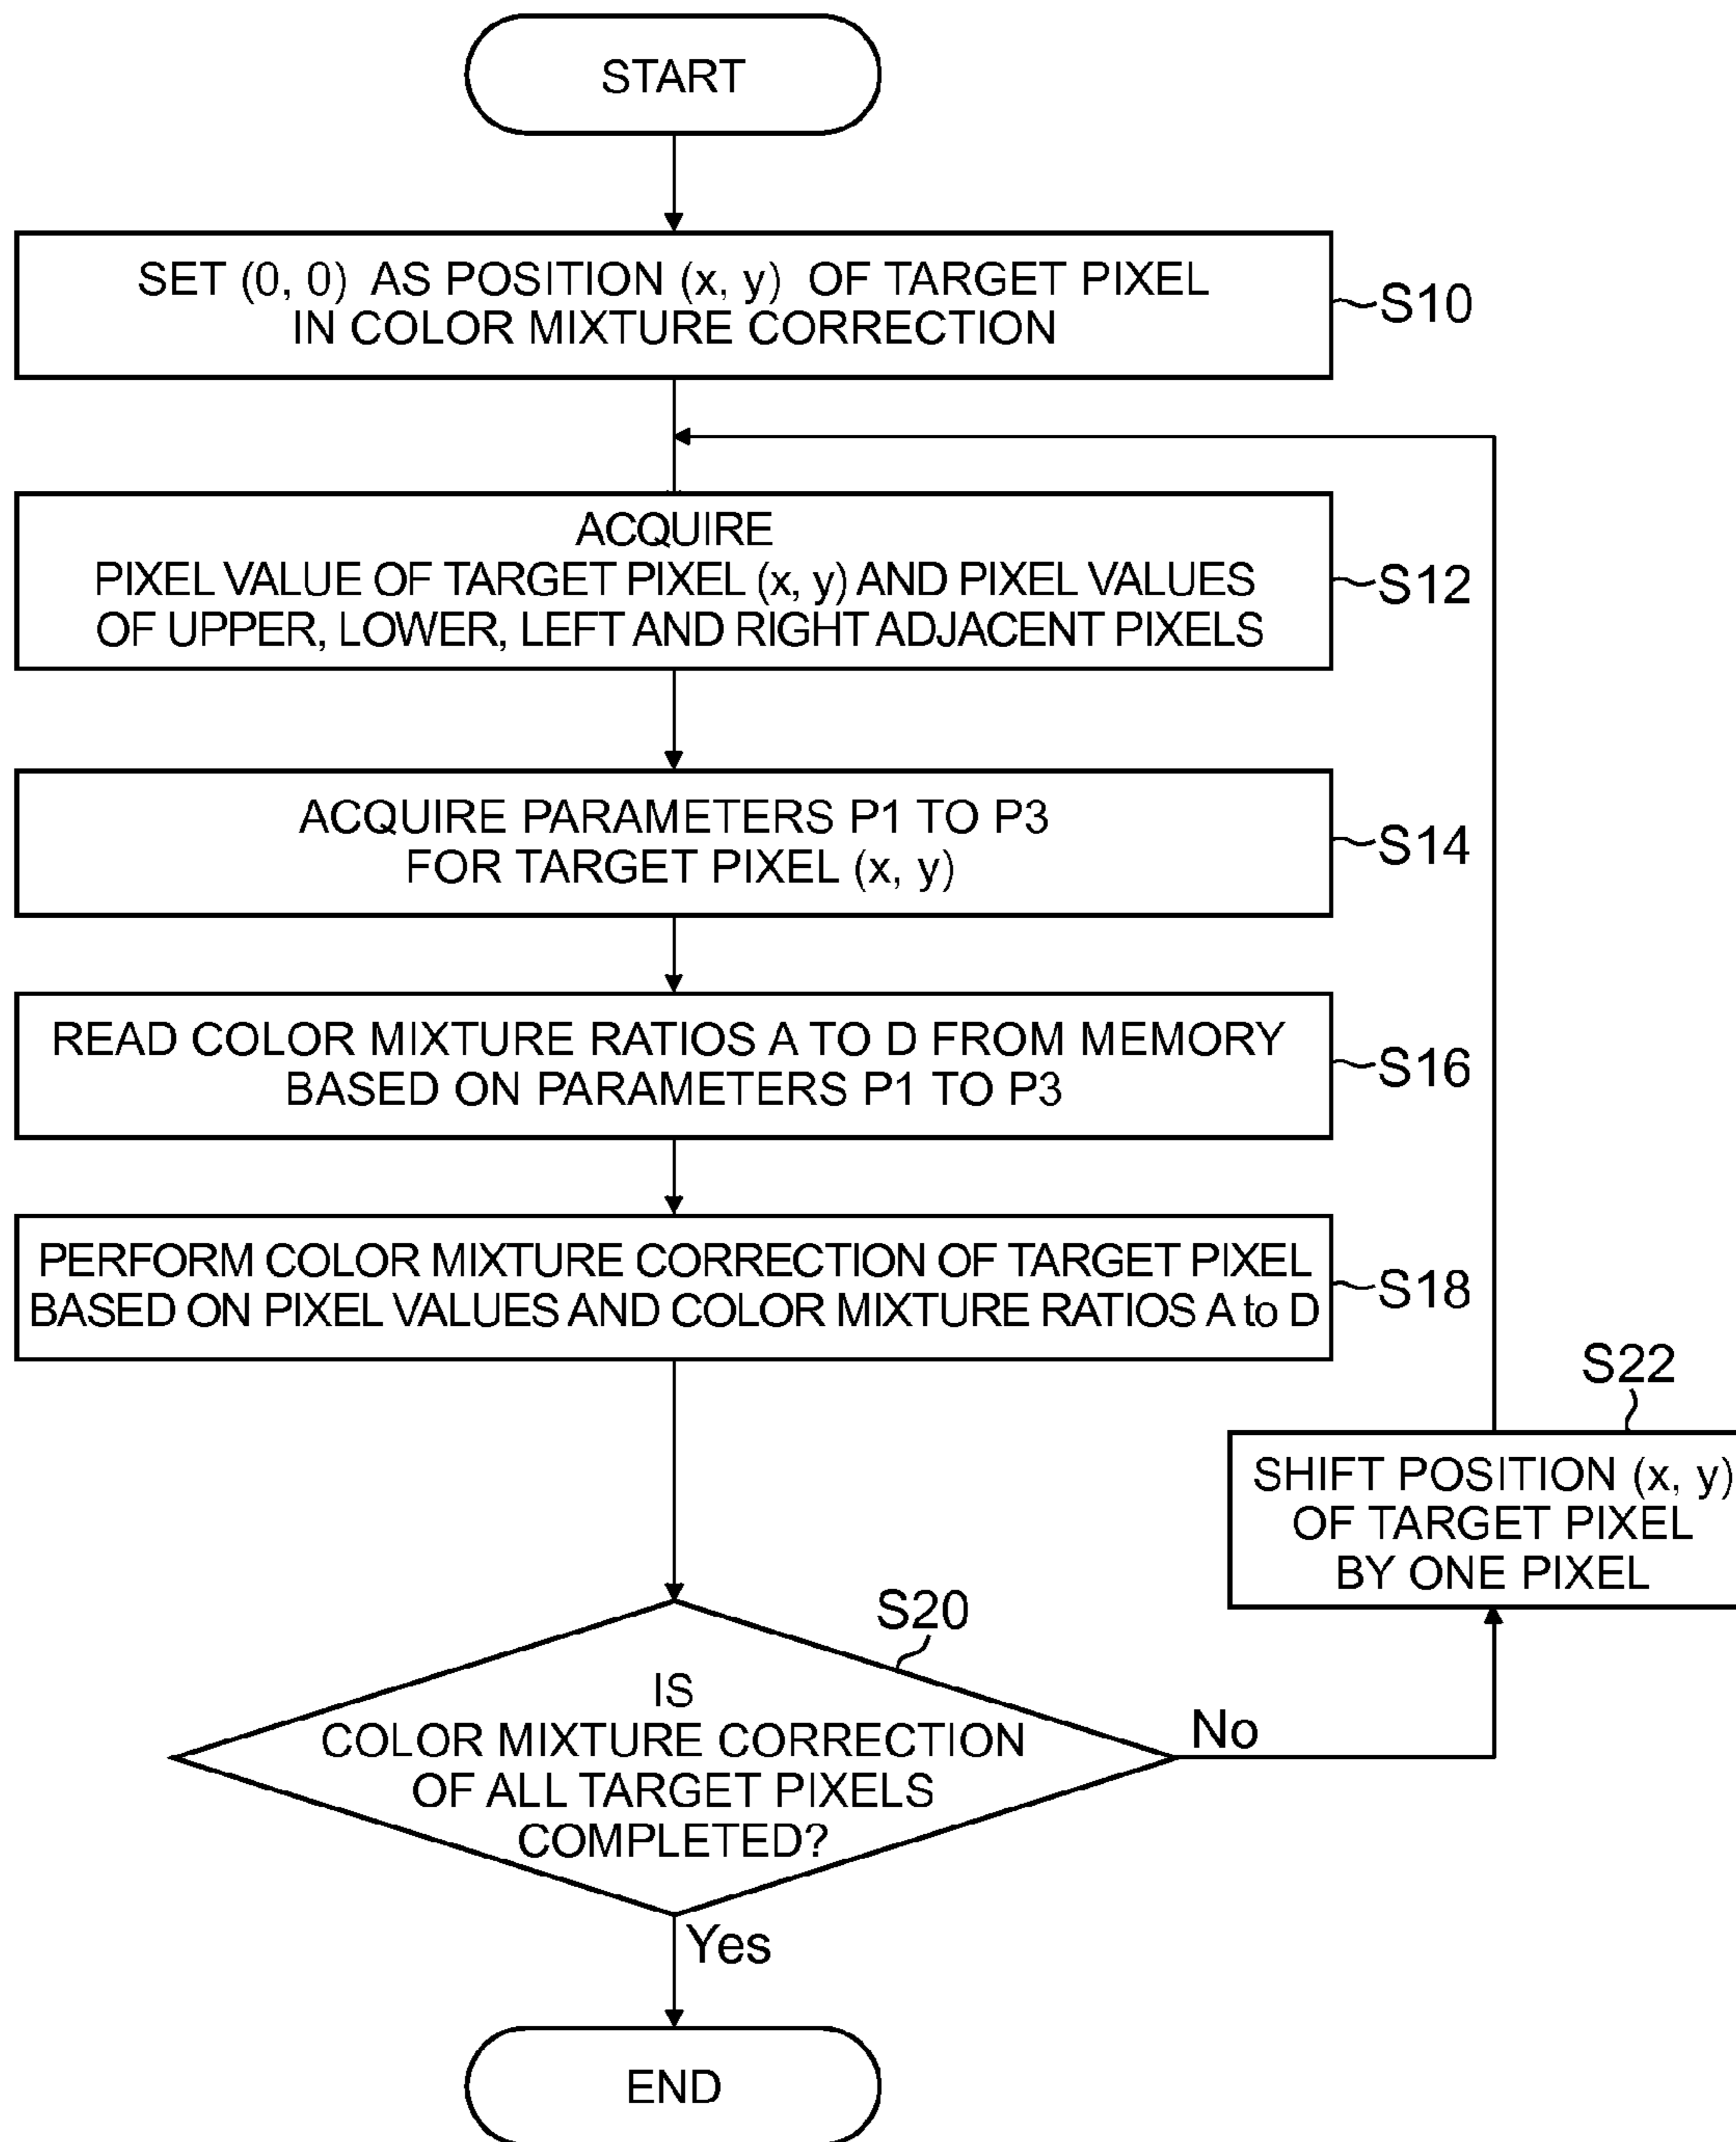 START
SET (0, 0) AS POSITION (x, y) OF TARGET PIXEL
IN COLOR MIXTURE CORRECTION
S10
ACQUIRE
PIXEL VALUE OF TARGET PIXEL (x, y) AND PIXEL VALUES
OF UPPER, LOWER, LEFT AND RIGHT ADJACENT PIXELS
S12
ACQUIRE PARAMETERS P1 TO P3
FOR TARGET PIXEL (x, y)
S14
READ COLOR MIXTURE RATIOS A TO D FROM MEMORY
BASED ON PARAMETERS P1 TO P3
S16
PERFORM COLOR MIXTURE CORRECTION OF TARGET PIXEL
BASED ON PIXEL VALUES AND COLOR MIXTURE RATIOS A to D
S18
S22
SHIFT POSITION (x, y)
OF TARGET PIXEL
BY ONE PIXEL
S20
IS
COLOR MIXTURE CORRECTION
OF ALL TARGET PIXELS
COMPLETED?
No
Yes
END